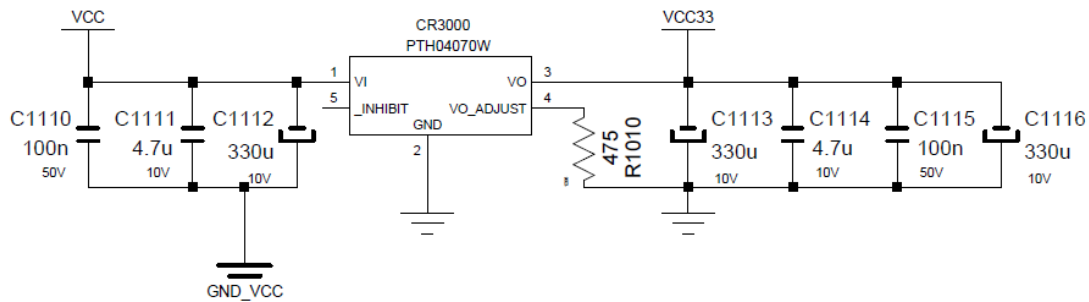 VCC
CR3000
PTH04070W
VCC33
1
VI
VO
3
5
_INHIBIT
VO_ADJUST
4
GND
2
C1110
100n
50V
C1111
4.7u
10V
C1112
330u
10V
475
R1010
C1113
330u
10V
C1114
4.7u
10V
C1115
100n
50V
C1116
330u
10V
GND_VCC